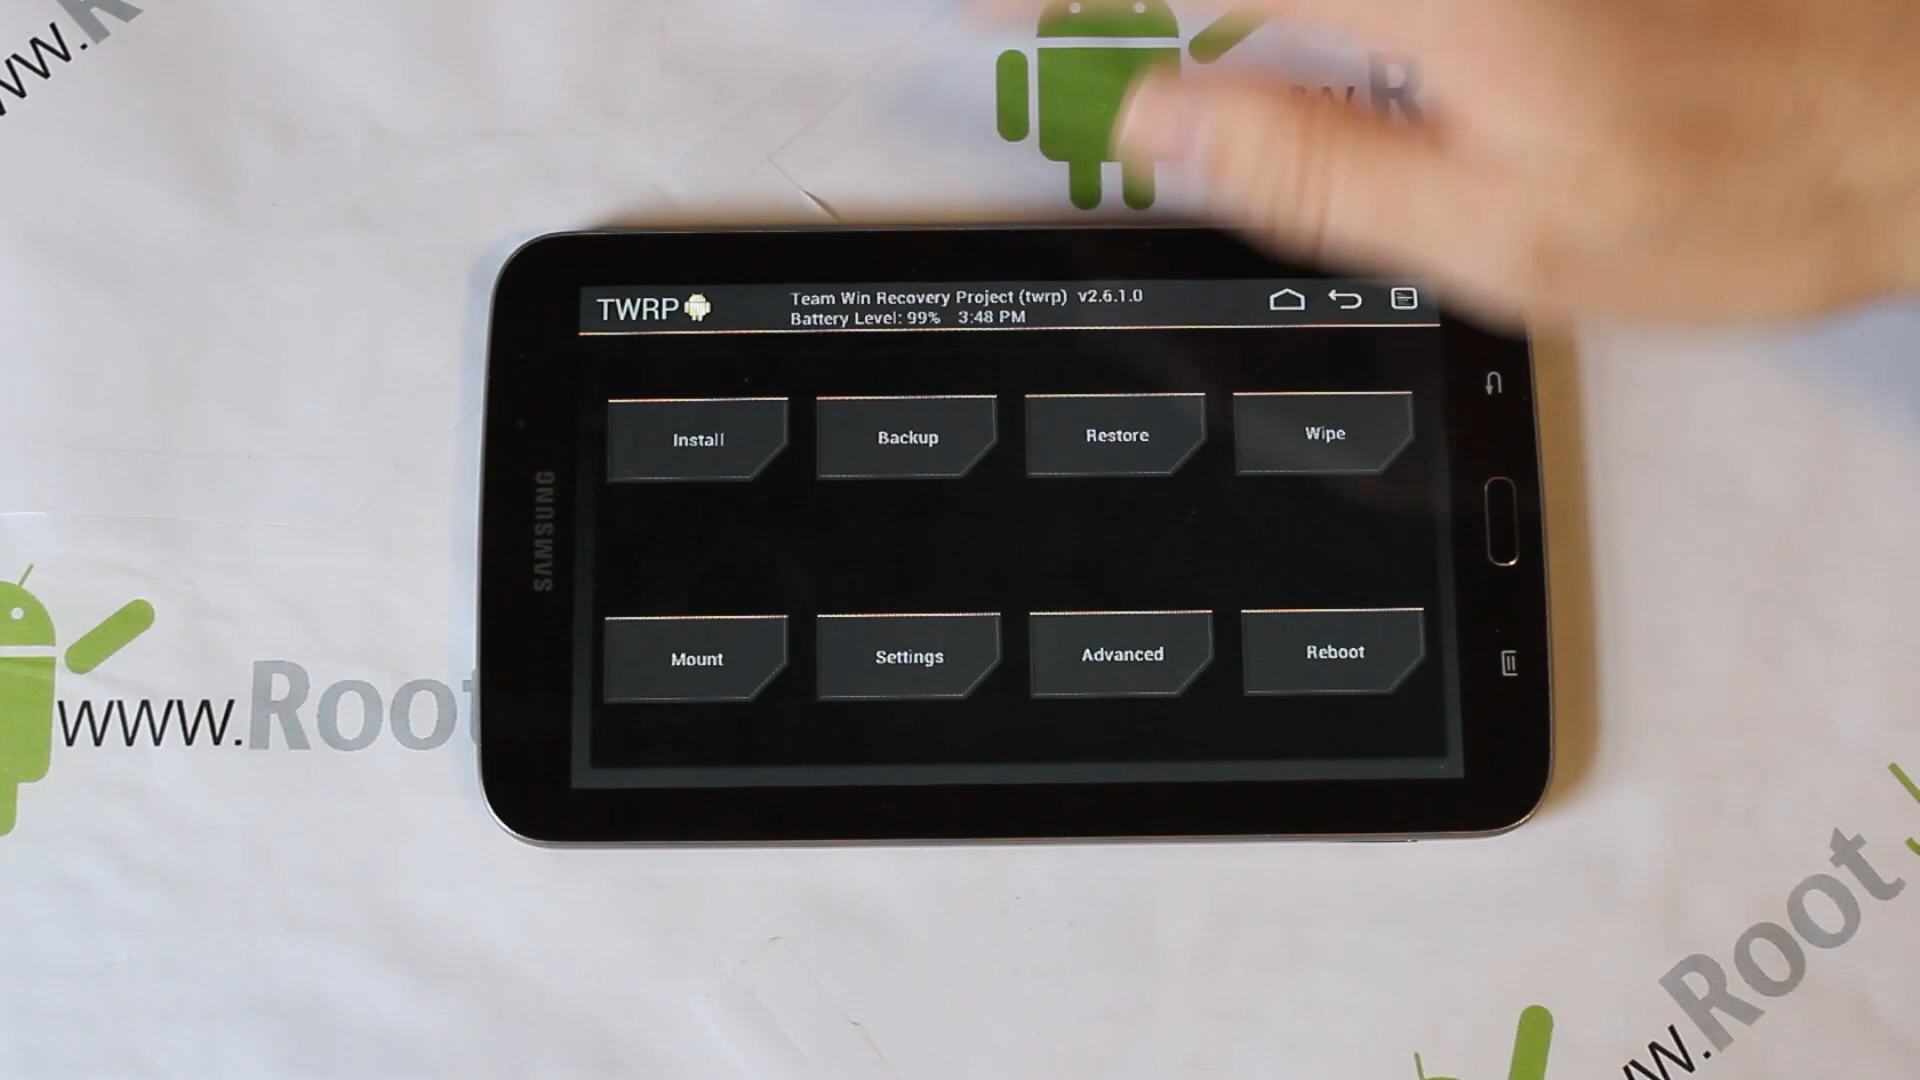 www.Root
TWRP
Team Win Recovery Project (twrp) v2.6.1.0
Battery Level: 99% 3:48 PM
Install
Backup
Restore
Wipe
SAMSUNG
Mount
Settings
Advanced
Reboot
www.Root